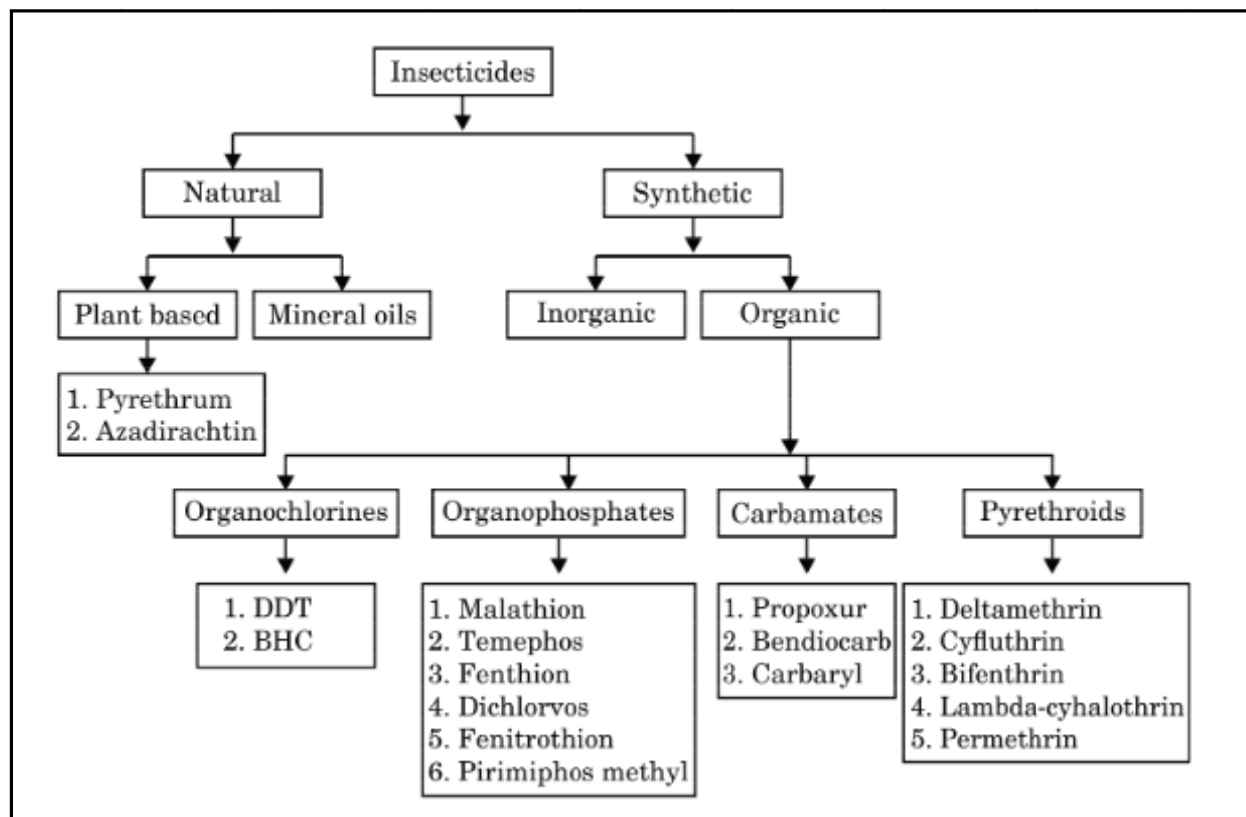 Insecticides
Natural
Synthetic
Plant based
Mineral oils
Inorganic
Organic
1. Pyrethrum
2. Azadirachtin
Organochlorines
Organophosphates
Carbamates
Pyrethroids
1. DDT
2. BHC
1. Malathion
2. Temephos
3. Fenthion
4. Dichlorvos
5. Fenitrothion
6. Pirimiphos methyl
1. Propoxur
2. Bendiocarb
3. Carbaryl
1. Deltamethrin
2. Cyfluthrin
3. Bifenthrin
4. Lambda-cyhalothrin
5. Permethrin